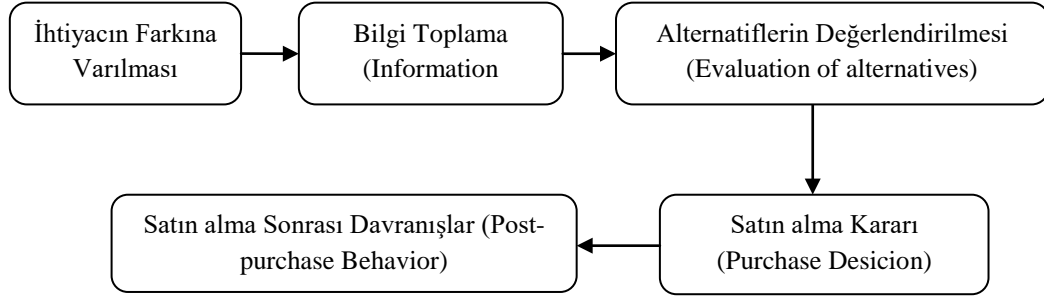 İhtiyacın Farkına
Varılması
Bilgi Toplama
(Information
Alternatiflerin Değerlendirilmesi
(Evaluation of alternatives)
Satın alma Kararı
(Purchase Desicion)
Satın alma Sonrası Davranışlar (Post-
purchase Behavior)